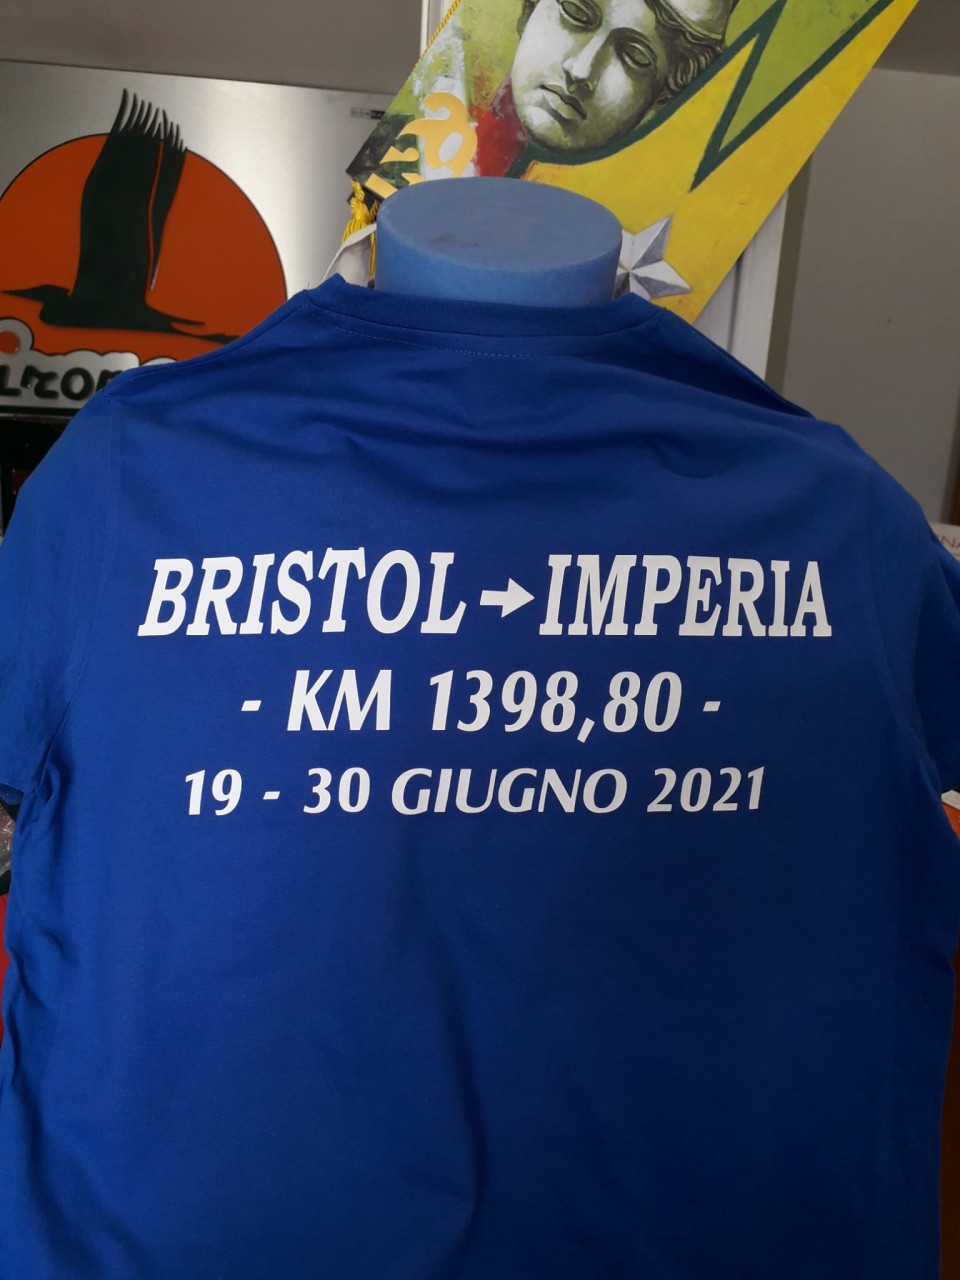 BRISTOL→IMPERIA
- KM 1398,80 -
19 - 30 GIUGNO 2021